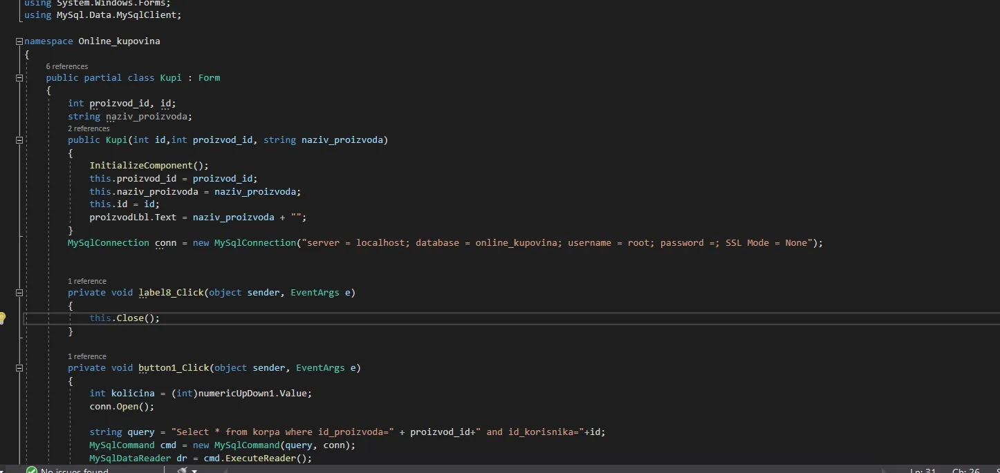 using System.Windows.Forms;
using MySql.Data.MySqlClient;
namespace Online_kupovina
{
6 references
public partial class Kupi : Form
{
int proizvod_id, id;
string naziv_proizvoda;
2 references
public Kupi(int id,int proizvod_id, string naziv_proizvoda)
{
InitializeComponent();
this.proizvod_id = proizvod_id;
this.naziv_proizvoda = naziv_proizvoda;
this.id = id;
proizvodLbl.Text = naziv_proizvoda + "";
}
MySqlConnection conn = new MySqlConnection("server = localhost; database = online_kupovina; username = root; password =; SSL Mode = None");
1 reference
private void label8_Click(object sender, EventArgs e)
{
this.Close();
}
1 reference
private void button1_Click(object sender, EventArgs e)
{
int kolicina = (int)numericUpDown1.Value;
conn.Open();
string query = "Select * from korpa where id_proizvoda=" + proizvod_id+" and id_korisnika="+id;
MySqlCommand cmd = new MySqlCommand(query, conn);
MySqlDataReader dr = cmd.ExecuteReader();
No issues found Ln: 31 Ch: 26